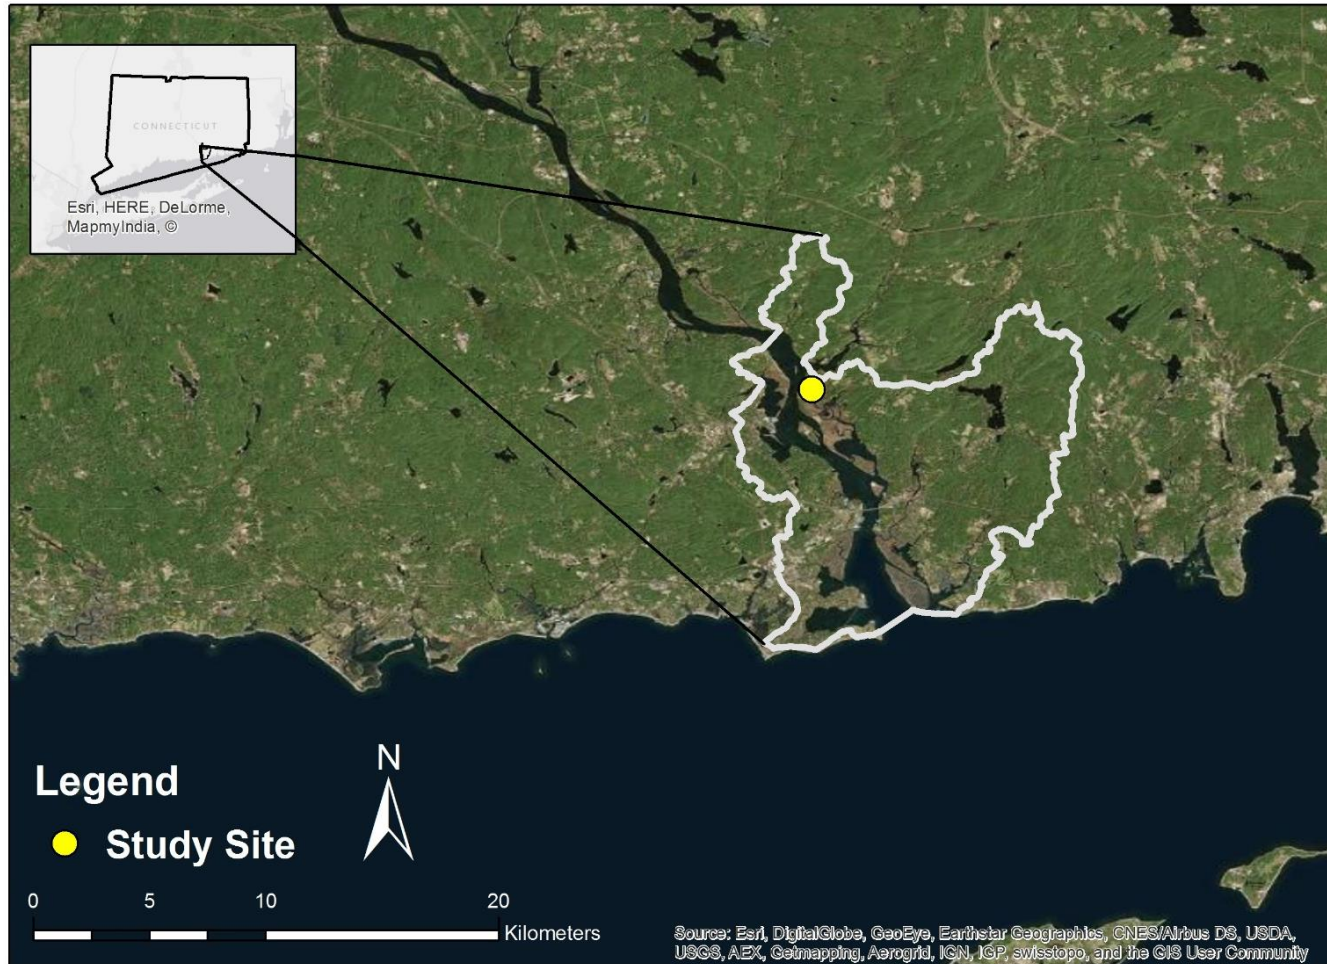 CONNECTICUT
Esri, HERE, DeLorme,
MapmyIndia, ©
N
Legend
Study Site
0 5 10 20
Kilometers
Source: Esri, DigitalGlobe, GeoEye, Earthstar Geographics, CNES/Airbus DS, USDA,
USGS, AEX, Getmapping, Aerogrid, IGN, IGP, swisstopo, and the GIS User Community